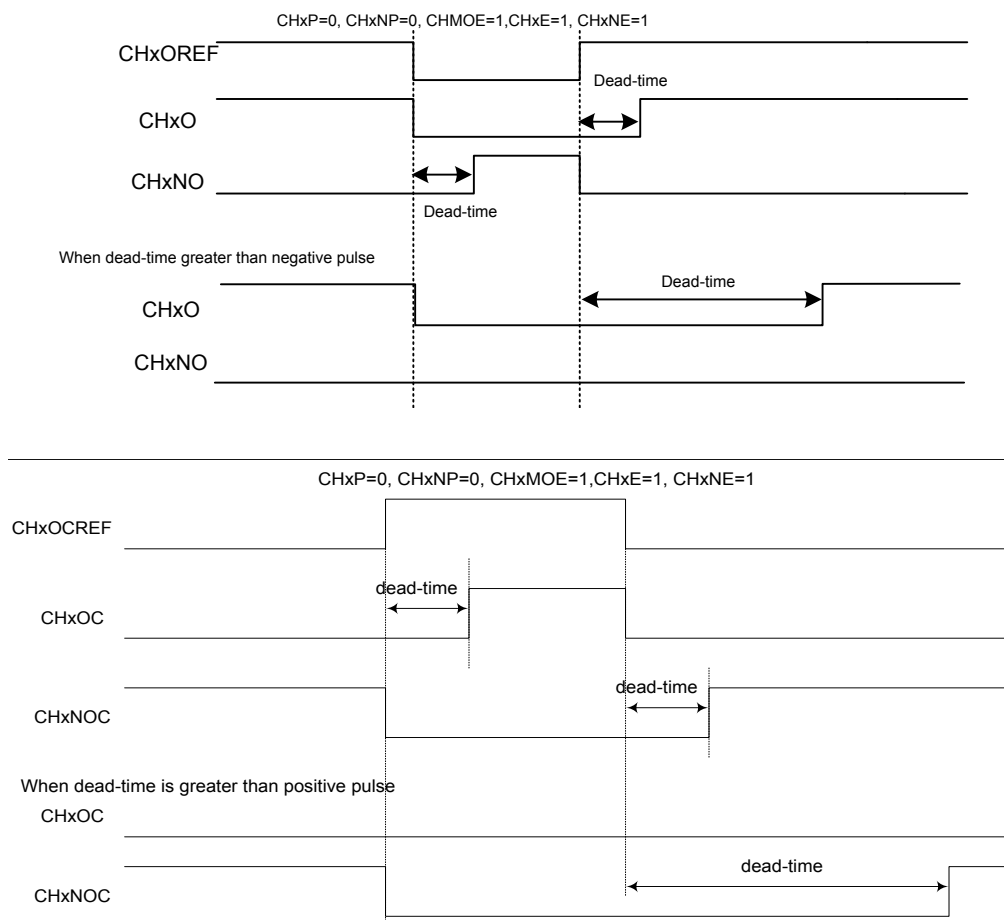 CHxP=0, CHxNP=0, CHMOE=1,CHxE=1, CHxNE=1
CHxOREF
Dead-time
CHxO
CHxNO
Dead-time
When dead-time greater than negative pulse
Dead-time
CHxO
CHxNO
CHxP=0, CHxNP=0, CHxMOE=1,CHxE=1, CHxNE=1
CHxOCREF
dead-time
CHxOC
dead-time
CHxNOC
When dead-time is greater than positive pulse
CHxOC
dead-time
CHxNOC